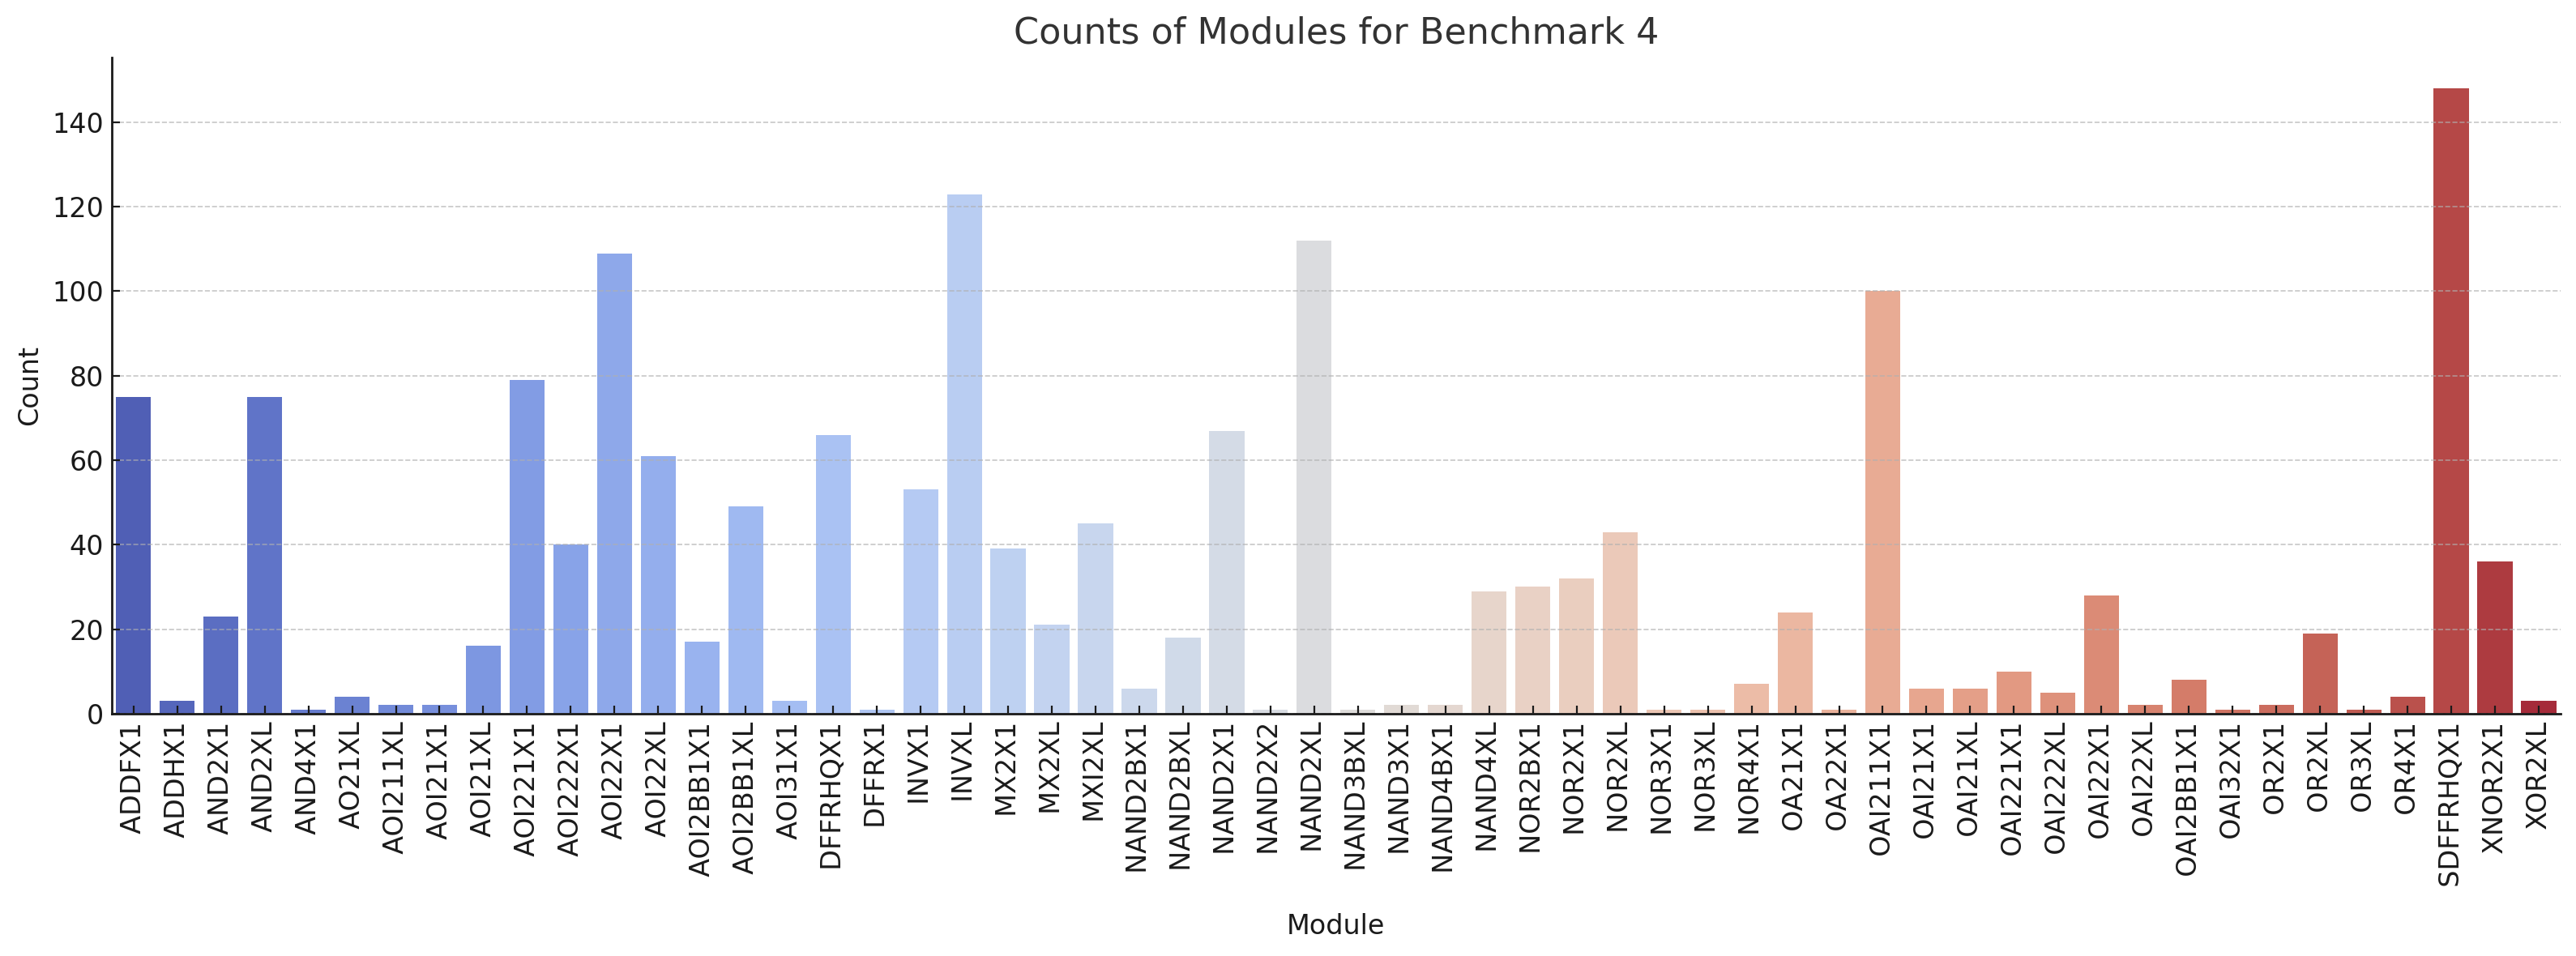 Counts of Modules for Benchmark 4
Count
140
120
100
80
60
40
20
0
ADDFX1
ADDHX1
AND2X1
AND2XL
AND4X1
AO21XL
AOI211XL
AOI21X1
AOI21XL
AOI221X1
AOI222X1
AOI22X1
AOI22XL
AOI2BB1X1
AOI2BB1XL
AOI31X1
DFFRHQX1
DFFRX1
INVX1
INVXL
MX2X1
MX2XL
MXI2XL
NAND2BX1
NAND2BXL
NAND2X1
NAND2X2
NAND2XL
NAND3BXL
NAND3X1
NAND4BX1
NAND4XL
NOR2BX1
NOR2X1
NOR2XL
NOR3X1
NOR3XL
NOR4X1
OA21X1
OA22X1
OAI211X1
OAI21X1
OAI21XL
OAI221X1
OAI222XL
OAI22X1
OAI22XL
OAI2BB1X1
OAI32X1
OR2X1
OR2XL
OR3XL
OR4X1
SDFFRHQX1
XNOR2X1
XOR2XL
Module